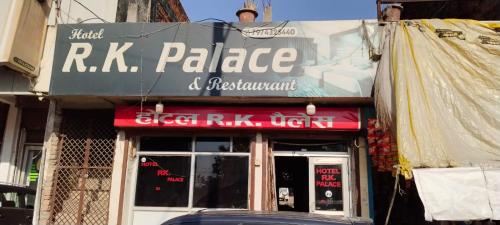 Hotel
R.K. Palace
& Restaurant
होटल R.K. पैलेस
HOTEL
RK.
PALACE
HOTEL
R.K.
PALACE